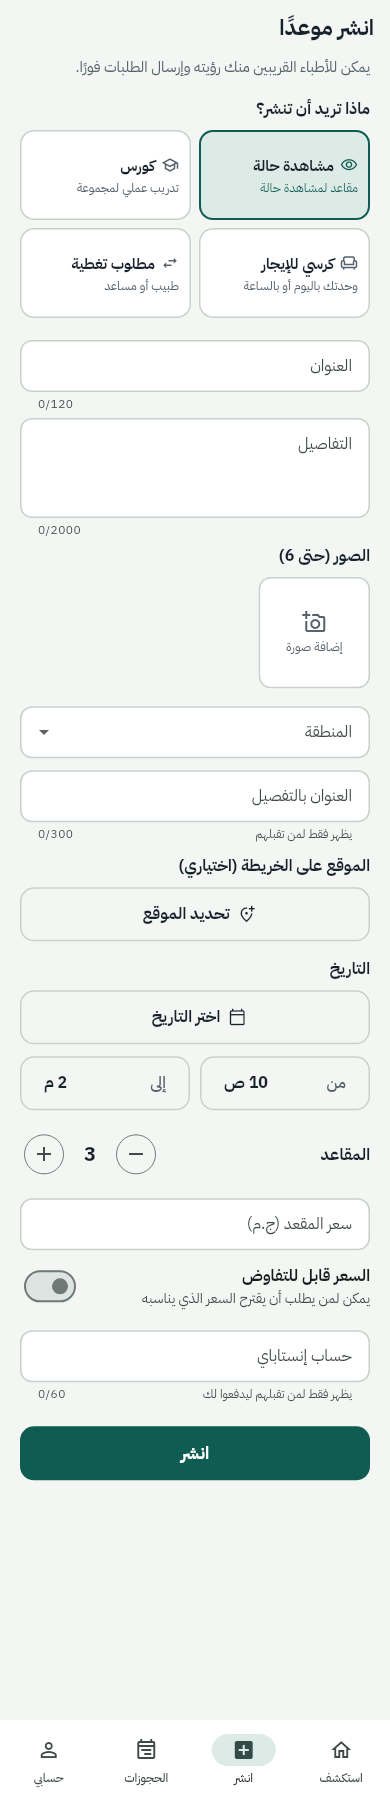 انشر موعدًا
يمكن للأطباء القريبين منك رؤيته وإرسال الطلبات فورًا.
ماذا تريد أن تنشر؟
مشاهدة حالة
مقاعد لمشاهدة حالة
كورس
تدريب عملي لمجموعة
كرسي للإيجار
وحدتك باليوم أو بالساعة
مطلوب تغطية
طبيب أو مساعد
العنوان
0/120
التفاصيل
0/2000
الصور (حتى 6)
إضافة صورة
المنطقة
العنوان بالتفصيل
يظهر فقط لمن تقبلهم
0/300
الموقع على الخريطة (اختياري)
تحديد الموقع
التاريخ
اختر التاريخ
من 10 ص
إلى 2 م
المقاعد
3
سعر المقعد (ج.م)
السعر قابل للتفاوض
يمكن لمن يطلب أن يقترح السعر الذي يناسبه
حساب إنستاباي
يظهر فقط لمن تقبلهم ليدفعوا لك
0/60
انشر
استكشف
انشر
الحجوزات
حسابي